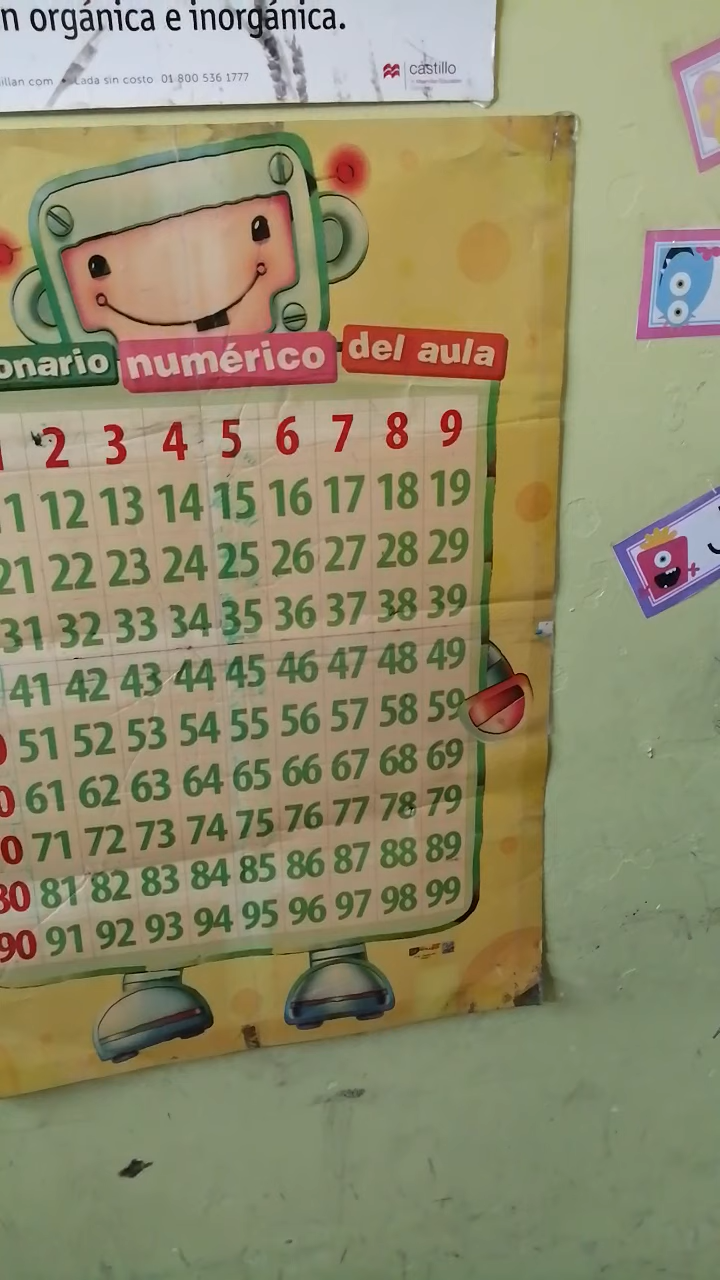 n orgánica e inorgánica.
illan.com • Lada sin costo 01 800 536 1777
castillo
onario numérico del aula
1 2 3 4 5 6 7 8 9
11 12 13 14 15 16 17 18 19
21 22 23 24 25 26 27 28 29
31 32 33 34 35 36 37 38 39
41 42 43 44 45 46 47 48 49
0 51 52 53 54 55 56 57 58 59
0 61 62 63 64 65 66 67 68 69
0 71 72 73 74 75 76 77 78 79
80 81 82 83 84 85 86 87 88 89
90 91 92 93 94 95 96 97 98 99